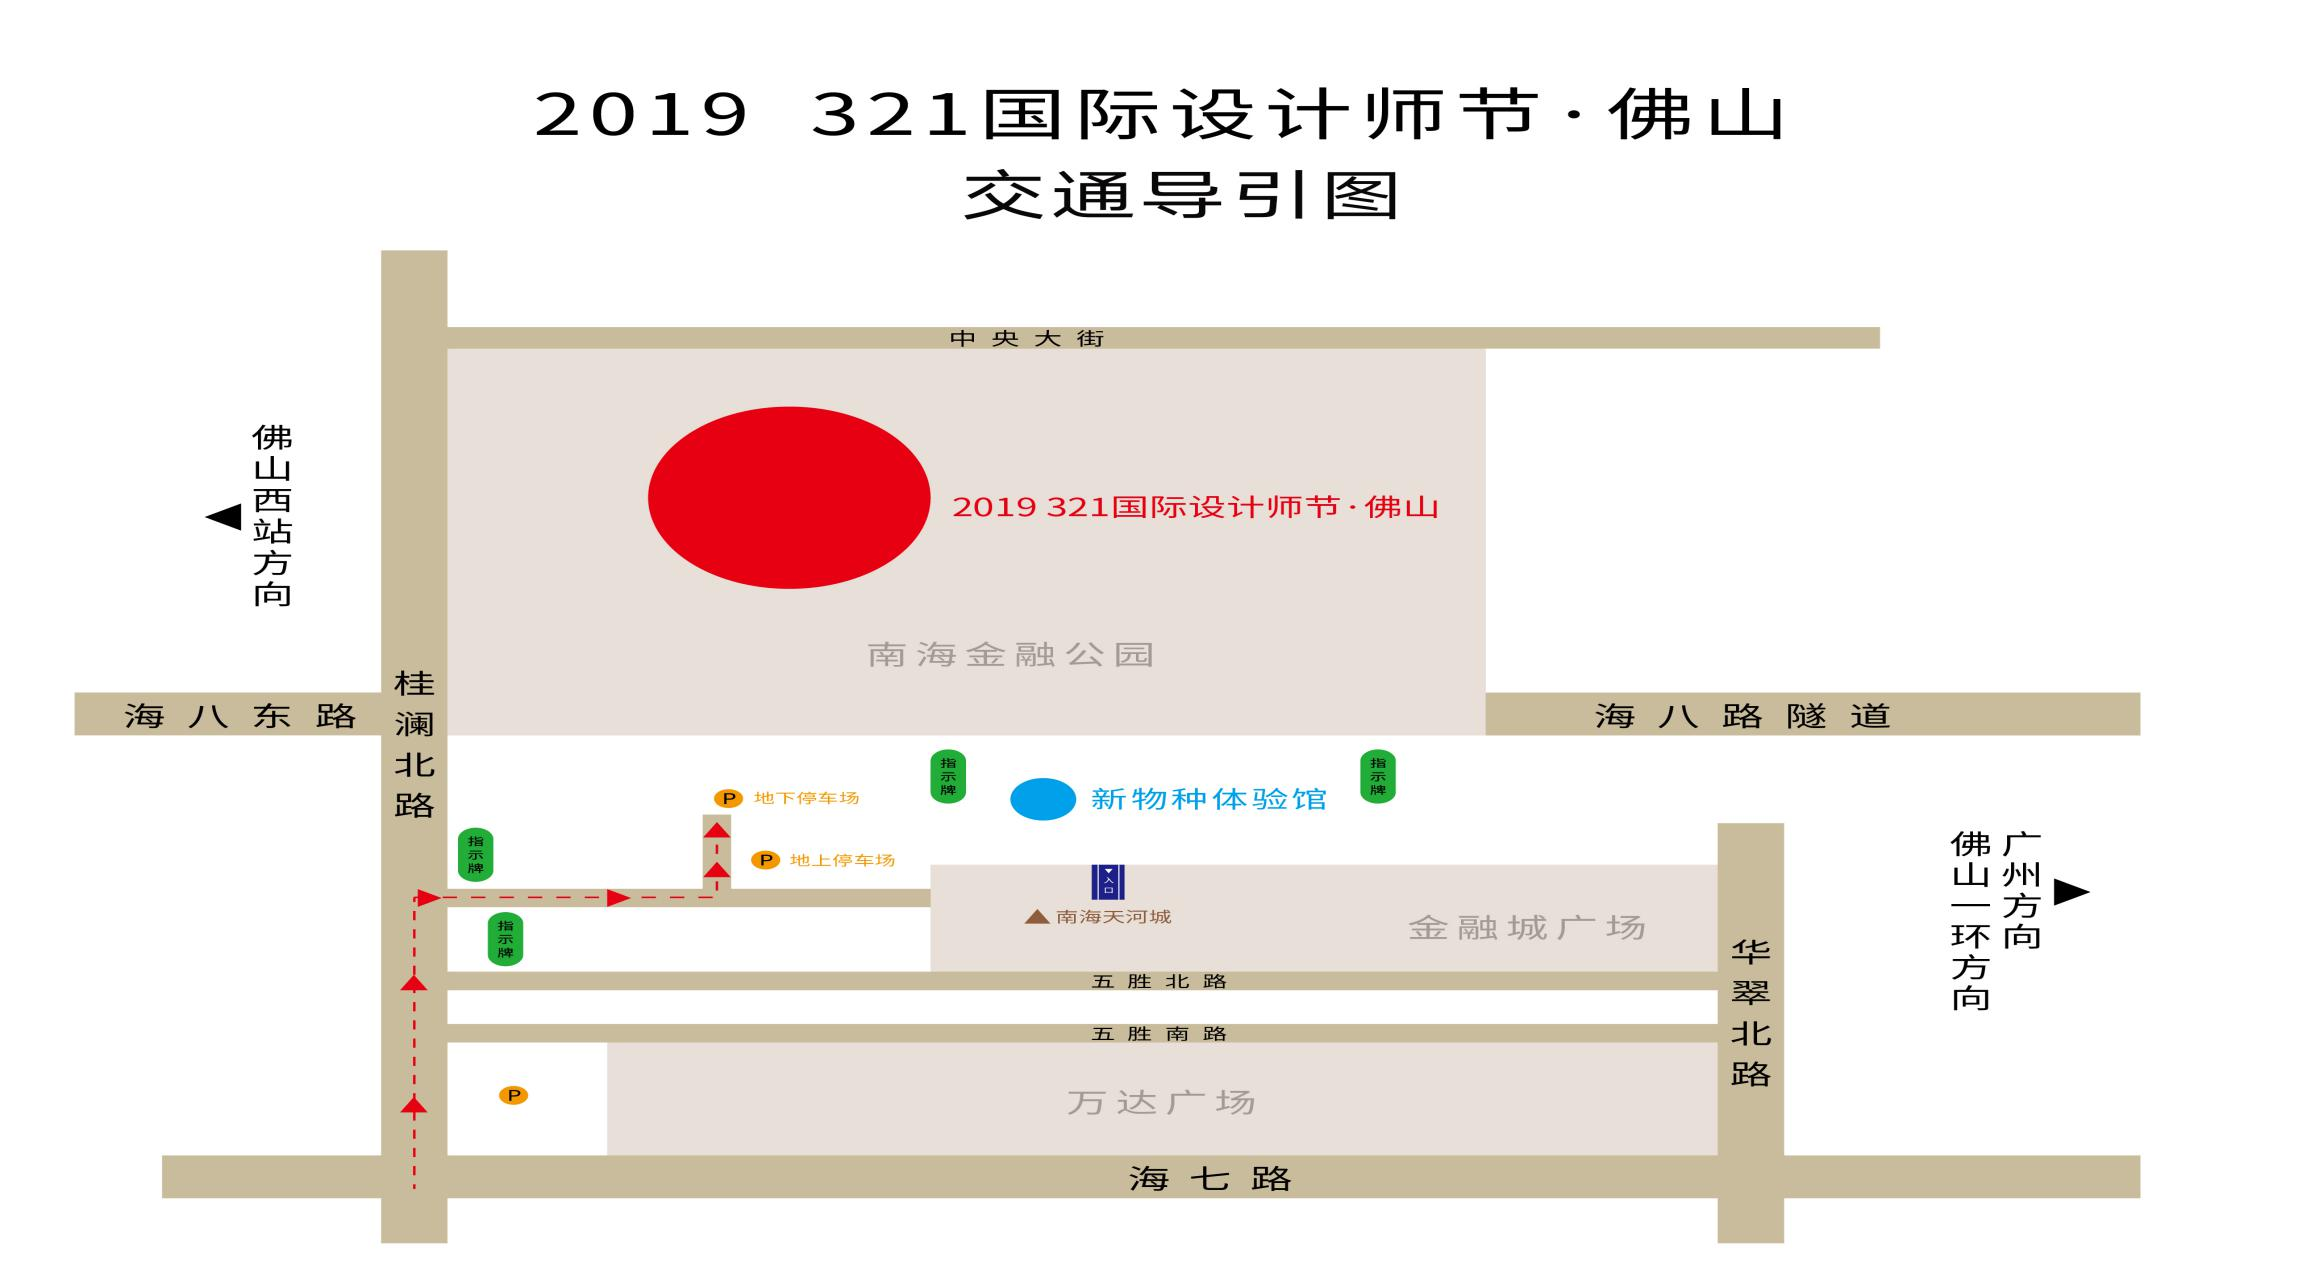 2019 321国际设计师节·佛山
交通导引图
中央大街
佛山西站方向
2019 321国际设计师节·佛山
南海金融公园
桂澜北路
海八东路
海八路隧道
指示牌
指示牌
P 地下停车场
新物种体验馆
指示牌
P 地上停车场
入口
南海天河城
金融城广场
指示牌
广州方向
佛山一环方向
华翠北路
五胜北路
五胜南路
P
万达广场
海七路